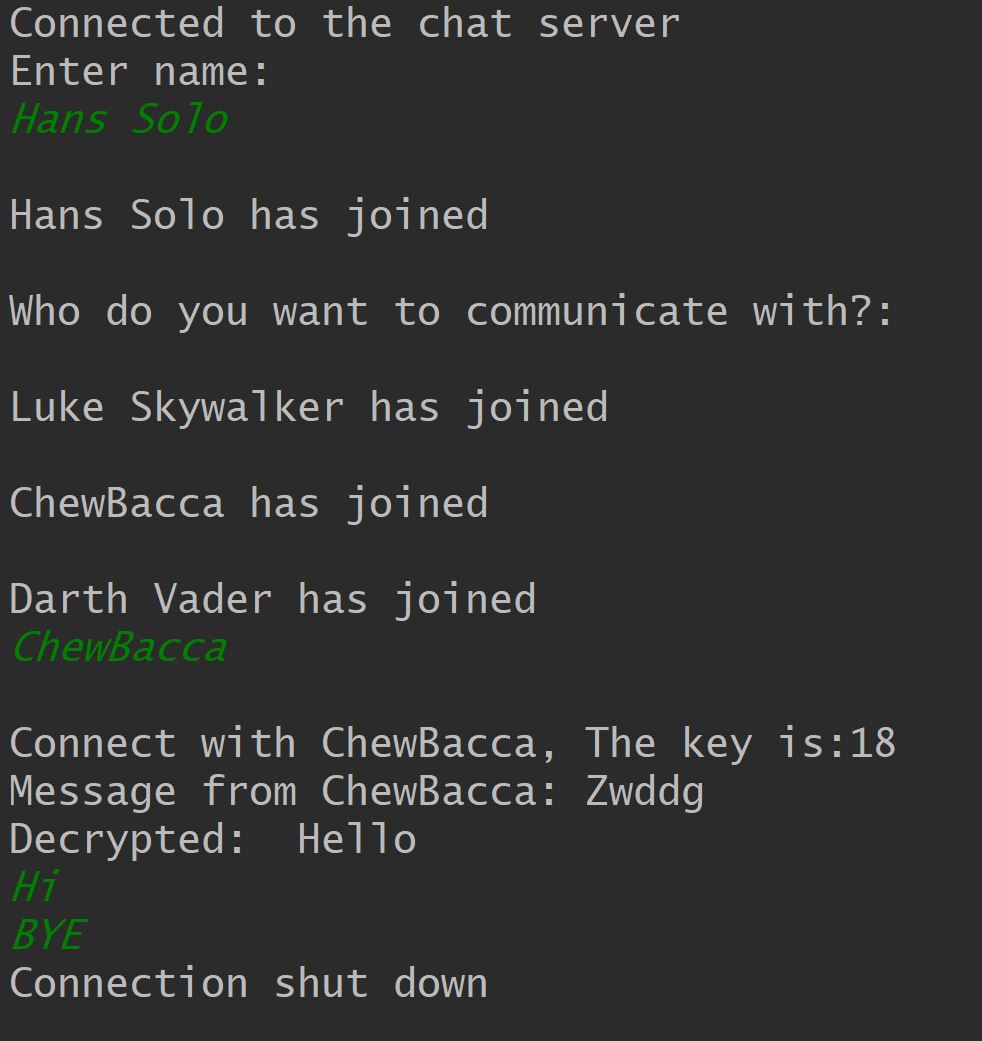 Connected to the chat server
Enter name:
Hans Solo
Hans Solo has joined
Who do you want to communicate with?:
Luke Skywalker has joined
ChewBacca has joined
Darth Vader has joined
ChewBacca
Connect with ChewBacca, The key is:18
Message from ChewBacca: Zwddg
Decrypted:  Hello
Hi
BYE
Connection shut down